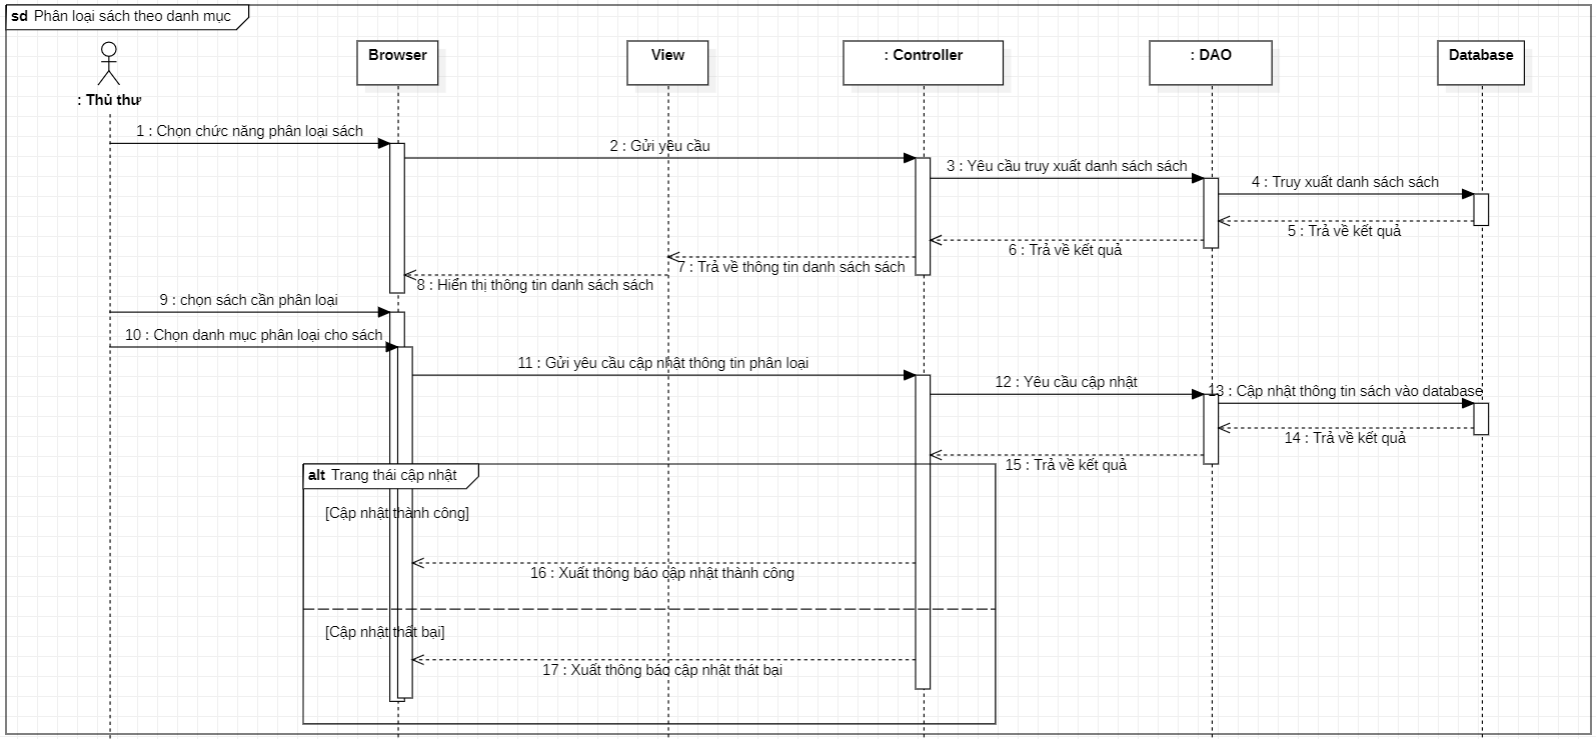 sd Phân loại sách theo danh mục
: Thủ thư
Browser
View
: Controller
: DAO
Database
1 : Chọn chức năng phân loại sách
2 : Gửi yêu cầu
3 : Yêu cầu truy xuất danh sách sách
4 : Truy xuất danh sách sách
5 : Trả về kết quả
6 : Trả về kết quả
7 : Trả về thông tin danh sách sách
8 : Hiển thị thông tin danh sách sách
9 : chọn sách cần phân loại
10 : Chọn danh mục phân loại cho sách
11 : Gửi yêu cầu cập nhật thông tin phân loại
12 : Yêu cầu cập nhật
13 : Cập nhật thông tin sách vào database
14 : Trả về kết quả
15 : Trả về kết quả
alt Trang thái cập nhật
[Cập nhật thành công]
16 : Xuất thông báo cập nhật thành công
[Cập nhật thất bại]
17 : Xuất thông báo cập nhật thát bại